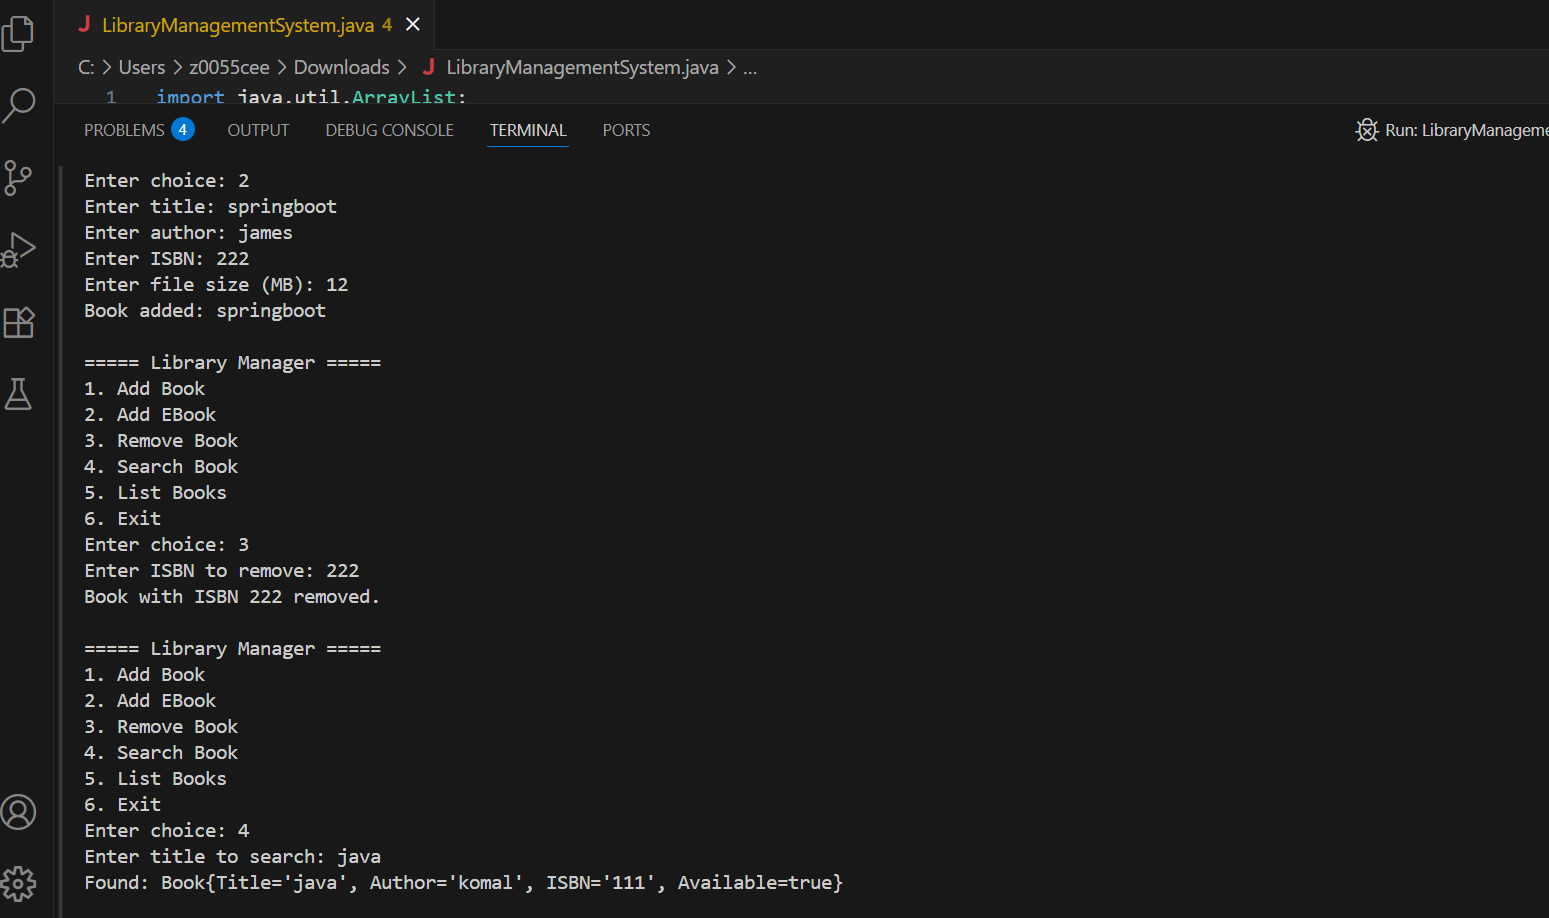 LibraryManagementSystem.java 4
C: > Users > z0055cee > Downloads > LibraryManagementSystem.java > ...
1 import java.util.ArrayList;
PROBLEMS 4 OUTPUT DEBUG CONSOLE TERMINAL PORTS Run: LibraryManageme
Enter choice: 2
Enter title: springboot
Enter author: james
Enter ISBN: 222
Enter file size (MB): 12
Book added: springboot
===== Library Manager =====
1. Add Book
2. Add EBook
3. Remove Book
4. Search Book
5. List Books
6. Exit
Enter choice: 3
Enter ISBN to remove: 222
Book with ISBN 222 removed.
===== Library Manager =====
1. Add Book
2. Add EBook
3. Remove Book
4. Search Book
5. List Books
6. Exit
Enter choice: 4
Enter title to search: java
Found: Book{Title='java', Author='komal', ISBN='111', Available=true}